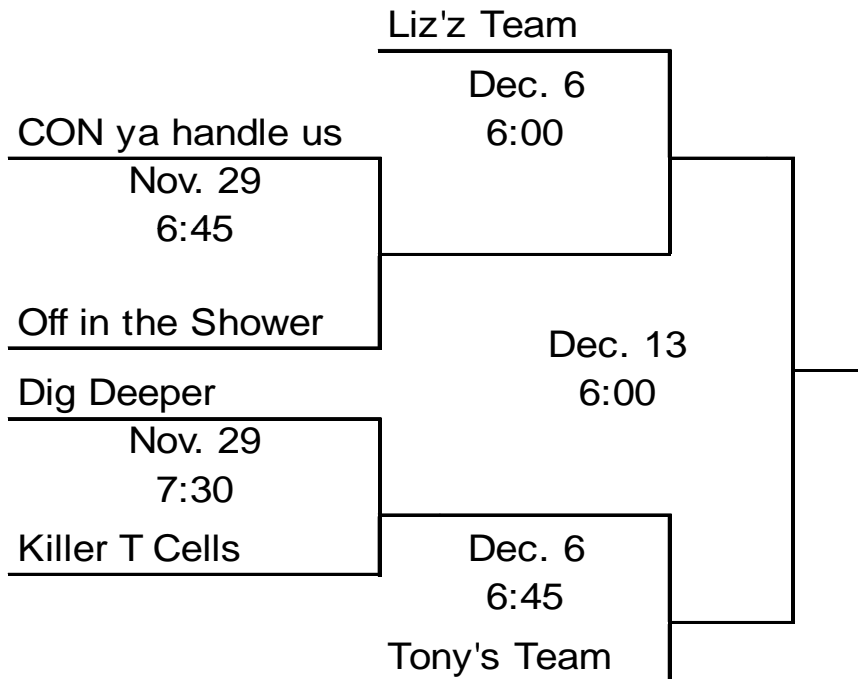 Liz'z Team
Dec. 6
6:00
CON ya handle us
Nov. 29
6:45
Off in the Shower
Dec. 13
6:00
Dig Deeper
Nov. 29
7:30
Killer T Cells
Dec. 6
6:45
Tony's Team